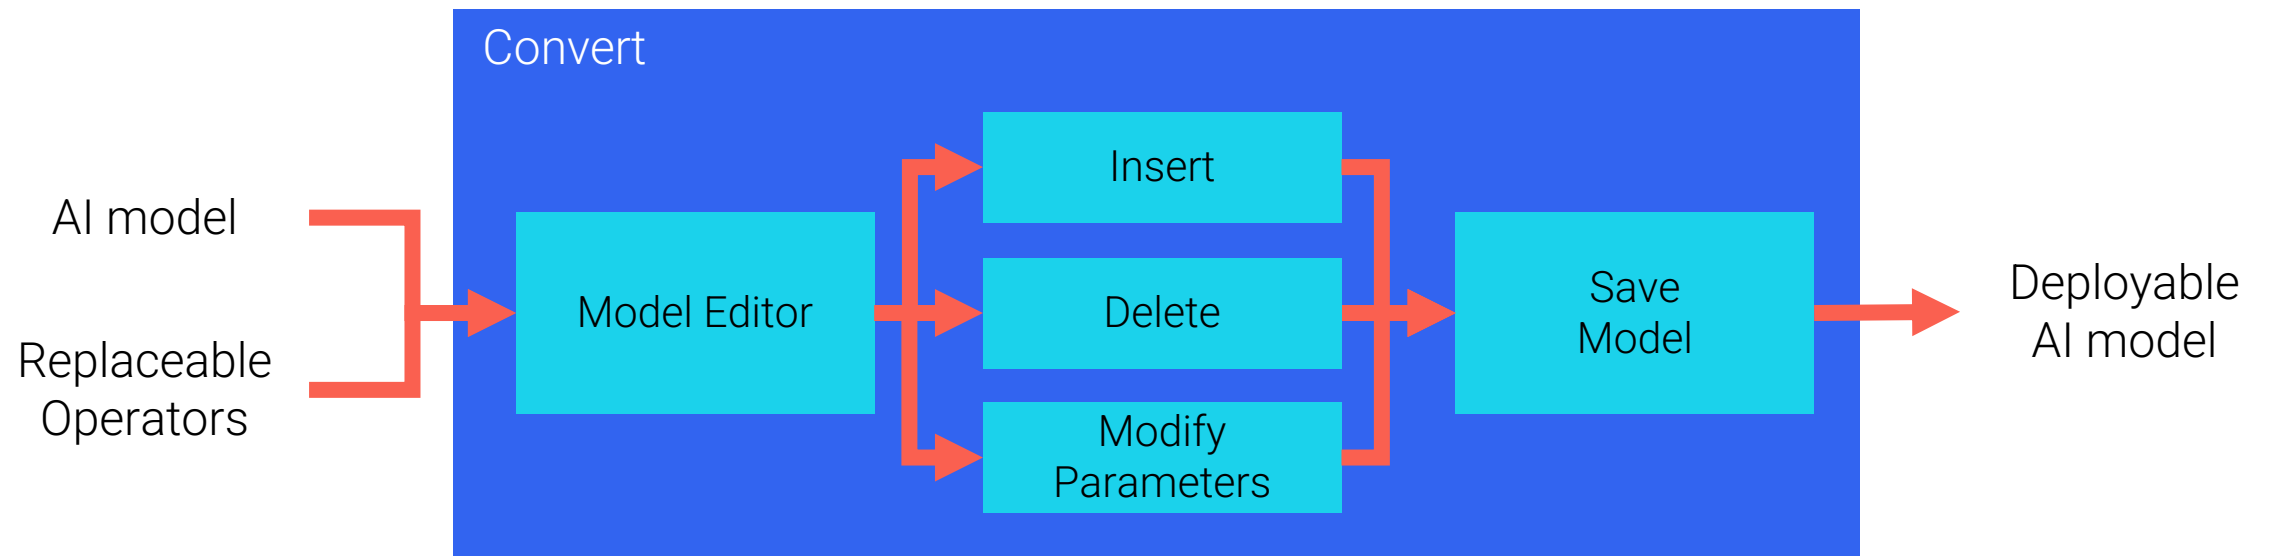 Convert
AI model
Replaceable
Operators
Model Editor
Insert
Delete
Modify
Parameters
Save
Model
Deployable
AI model